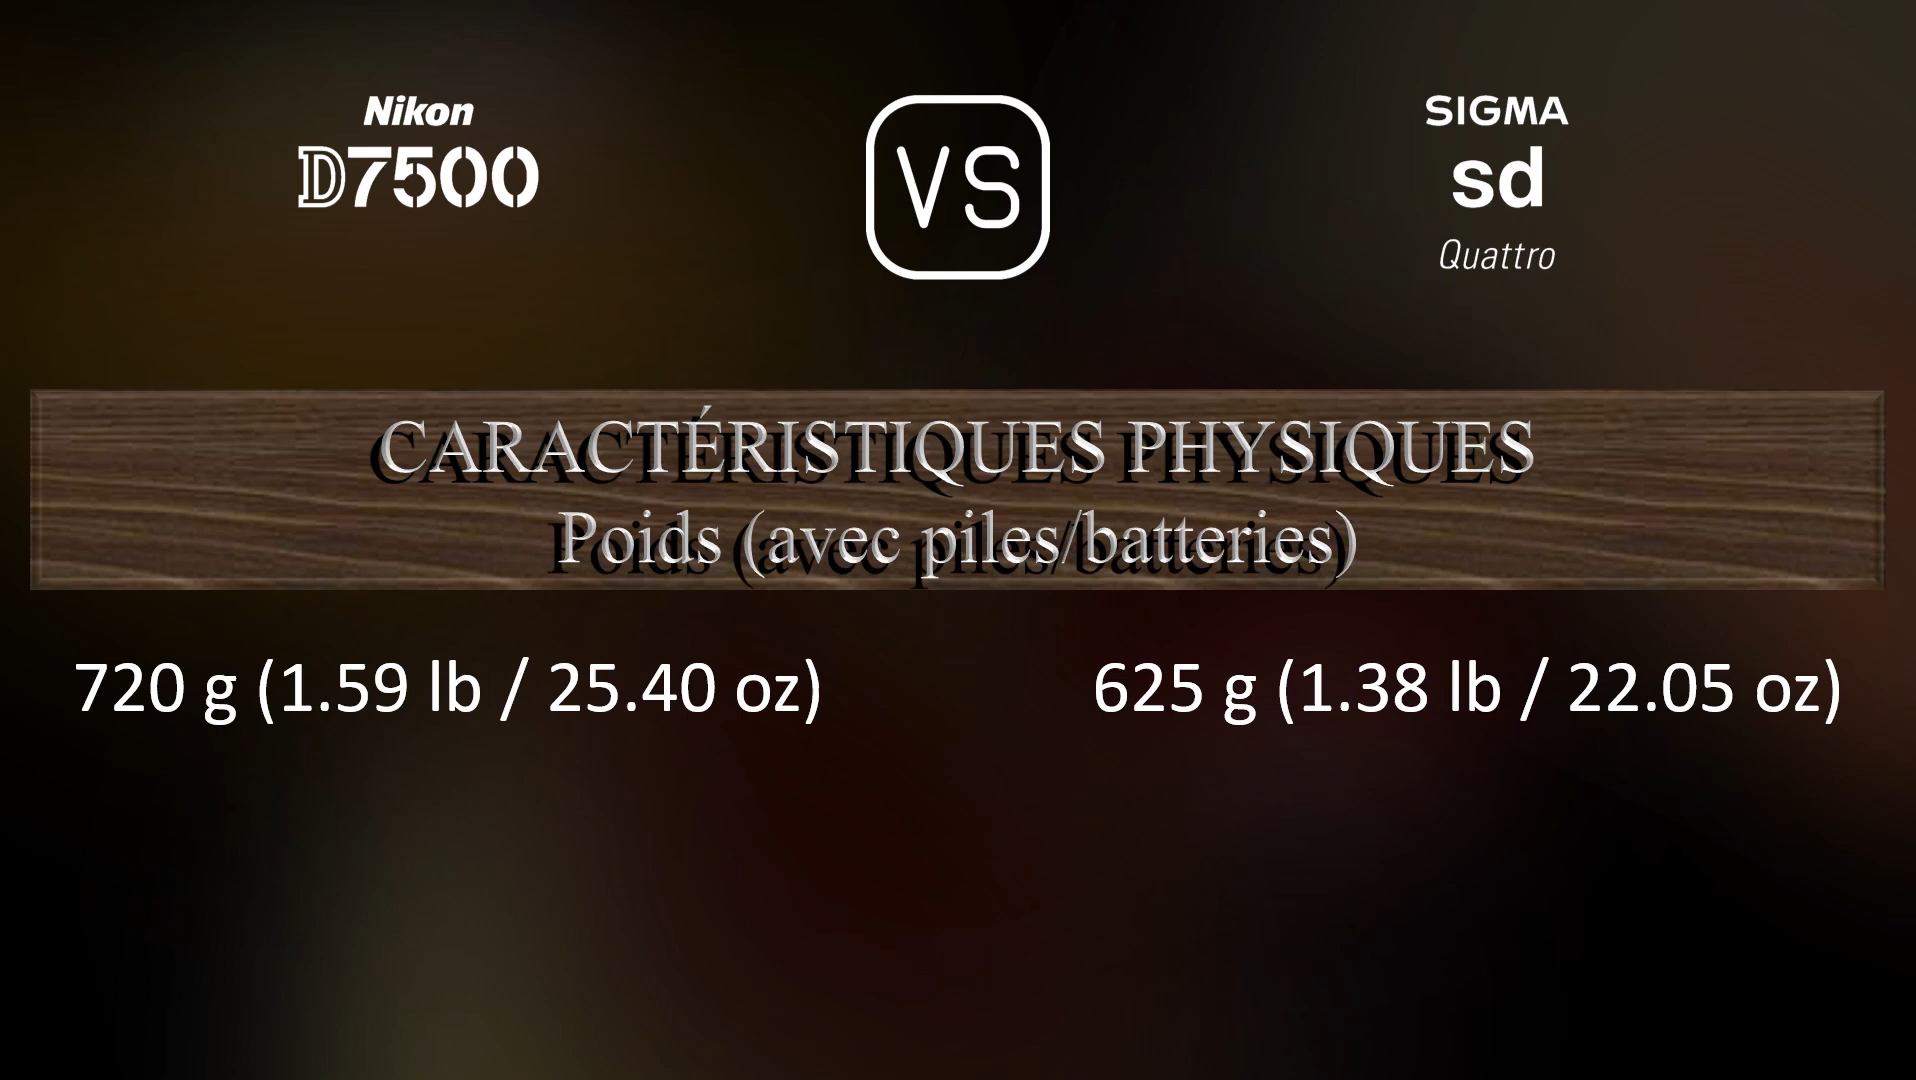 Nikon
D7500
VS
SIGMA
sd
Quattro
CARACTÉRISTIQUES PHYSIQUES
Poids (avec piles/batteries)
720 g (1.59 lb / 25.40 oz)
625 g (1.38 lb / 22.05 oz)